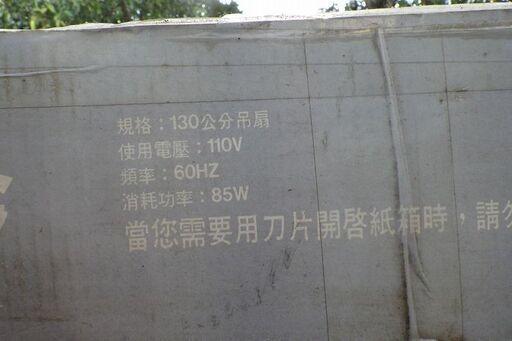 規格：130公分吊扇
使用電壓：110V
頻率：60HZ
消耗功率：85W
當您需要用刀片開啓紙箱時，請勿